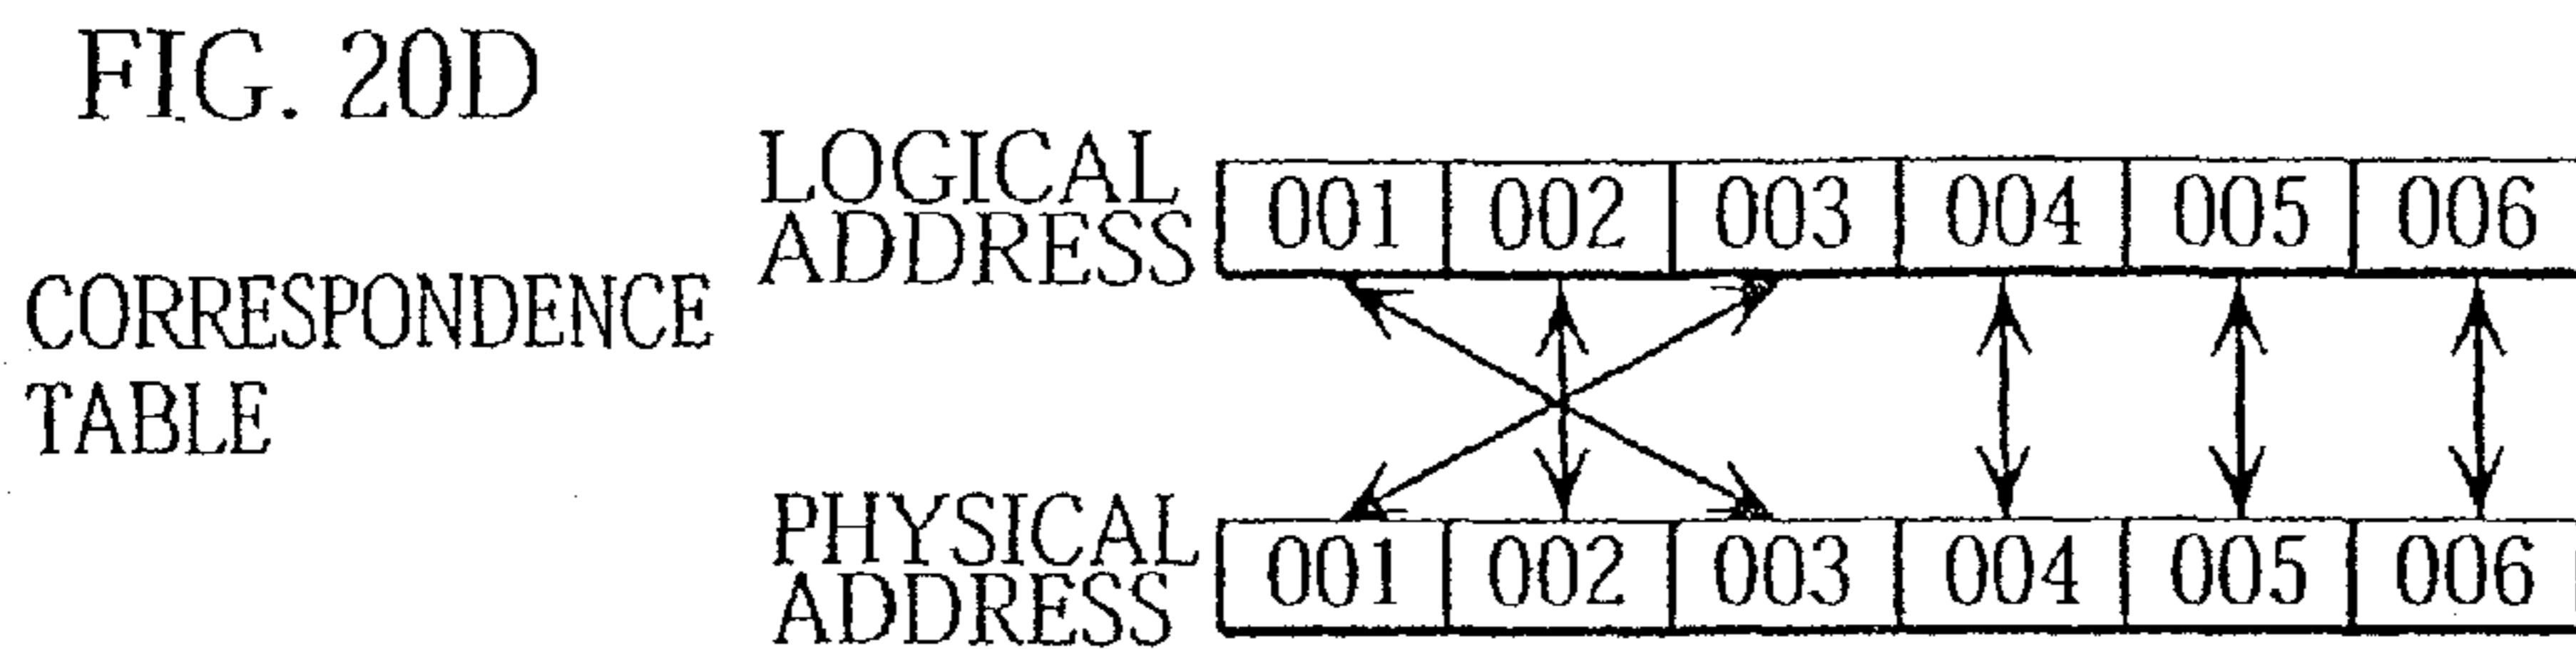 FIG. 20D
LOGICAL
ADDRESS
001 002 003 004 005 006
CORRESPONDENCE
TABLE
PHYSICAL
ADDRESS
001 002 003 004 005 006